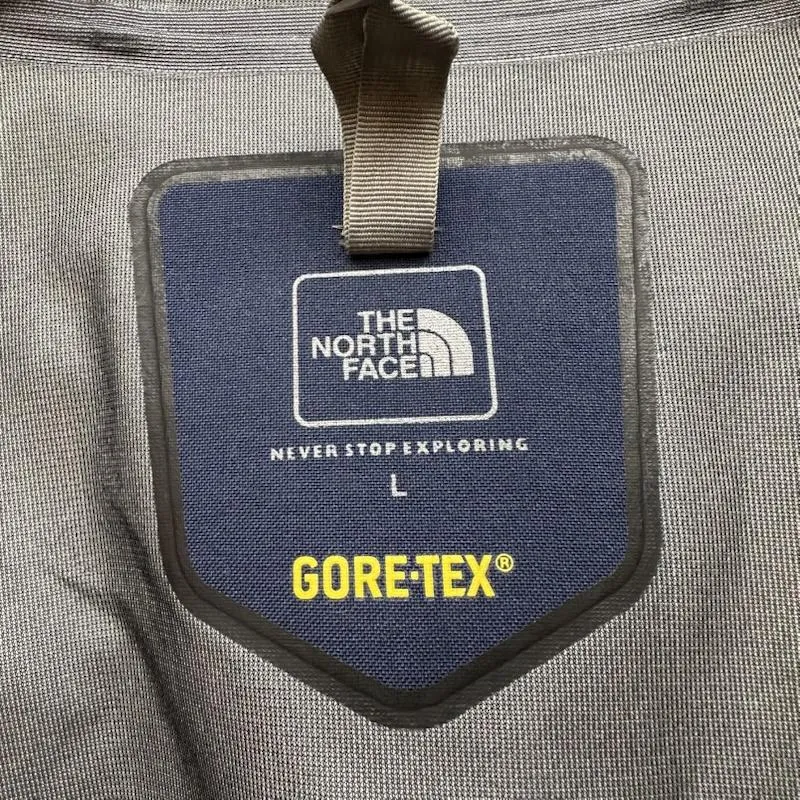 THE
NORTH
FACE
NEVER STOP EXPLORING
L
GORE-TEX®